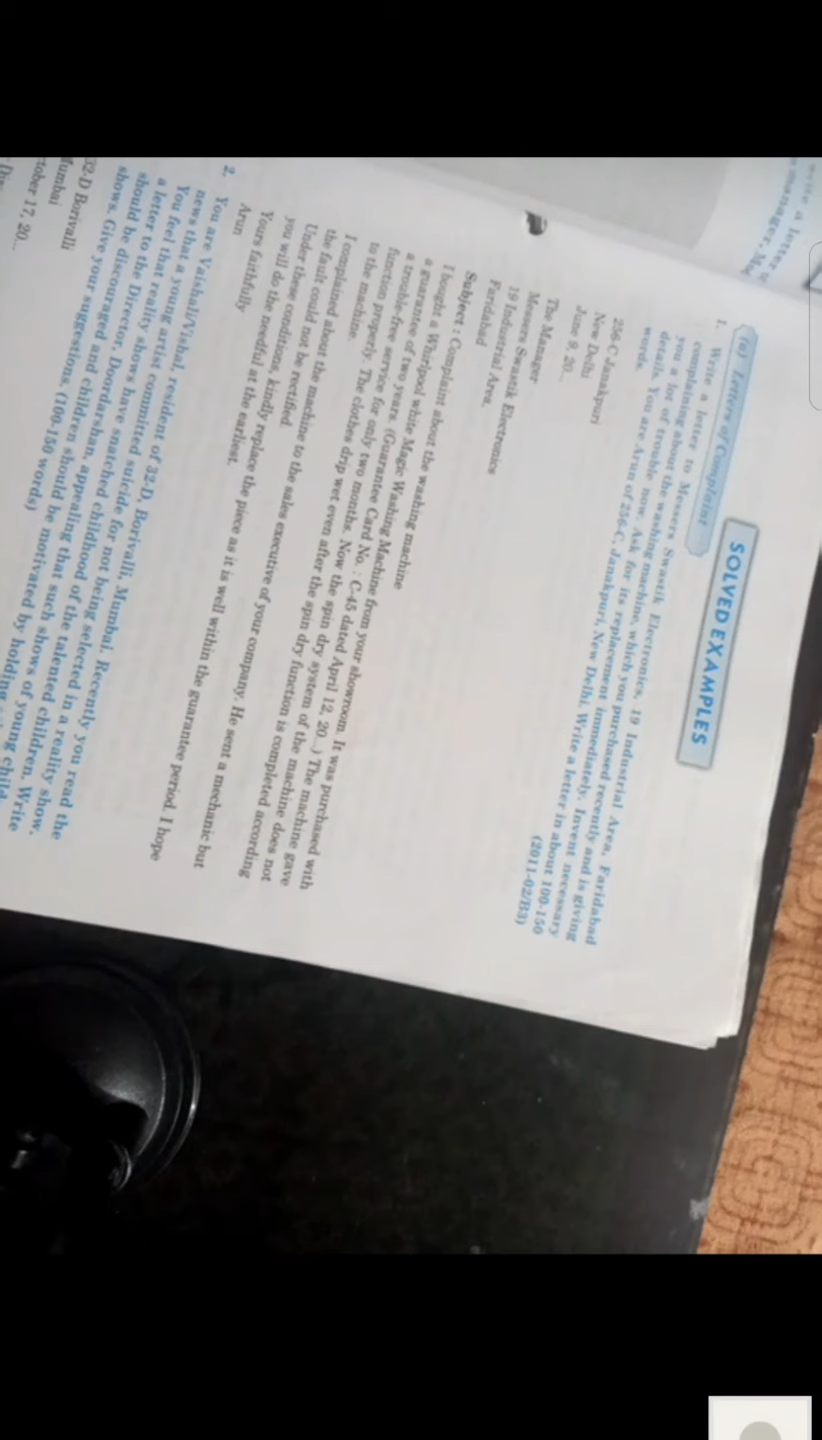 write a letter
manager, Mo
SOLVED EXAMPLES
(a) Letters of Complaint
1. Write a letter to Messers Swastik Electronics, 19 Industrial Area, Faridabad
complaining about the washing machine, which you purchased recently and is giving
you a lot of trouble now. Ask for its replacement immediately. Invent necessary
details. You are Arun of 256-C, Janakpuri, New Delhi. Write a letter in about 100-150
words. (2011-02/B3)
256-C Janakpuri
New Delhi
June 9, 20...
The Manager
Messers Swastik Electronics
19 Industrial Area,
Faridabad
Subject : Complaint about the washing machine
I bought a Whirlpool white Magic Washing Machine from your showroom. It was purchased with
a guarantee of two years. (Guarantee Card No. : C-45 dated April 12, 20...) The machine gave
a trouble-free service for only two months. Now the spin dry system of the machine does not
function properly. The clothes drip wet even after the spin dry function is completed according
to the machine.
I complained about the machine to the sales executive of your company. He sent a mechanic but
the fault could not be rectified.
Under these conditions, kindly replace the piece as it is well within the guarantee period. I hope
you will do the needful at the earliest.
Yours faithfully
Arun
2. You are Vaishali/Vishal, resident of 32-D, Borivalli, Mumbai. Recently you read the
news that a young artist committed suicide for not being selected in a reality show.
You feel that reality shows have snatched childhood of the talented children. Write
a letter to the Director, Doordarshan, appealing that such shows of young child
should be discouraged and children should be motivated by holding
shows. Give your suggestions. (100-150 words)
32-D Borivalli
Mumbai
ctober 17, 20...